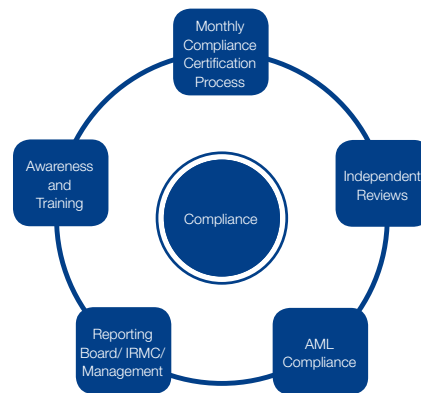 Monthly
Compliance
Certification
Process
Awareness
and
Training
Independent
Reviews
Compliance
Reporting
Board/ IRMC/
Management
AML
Compliance